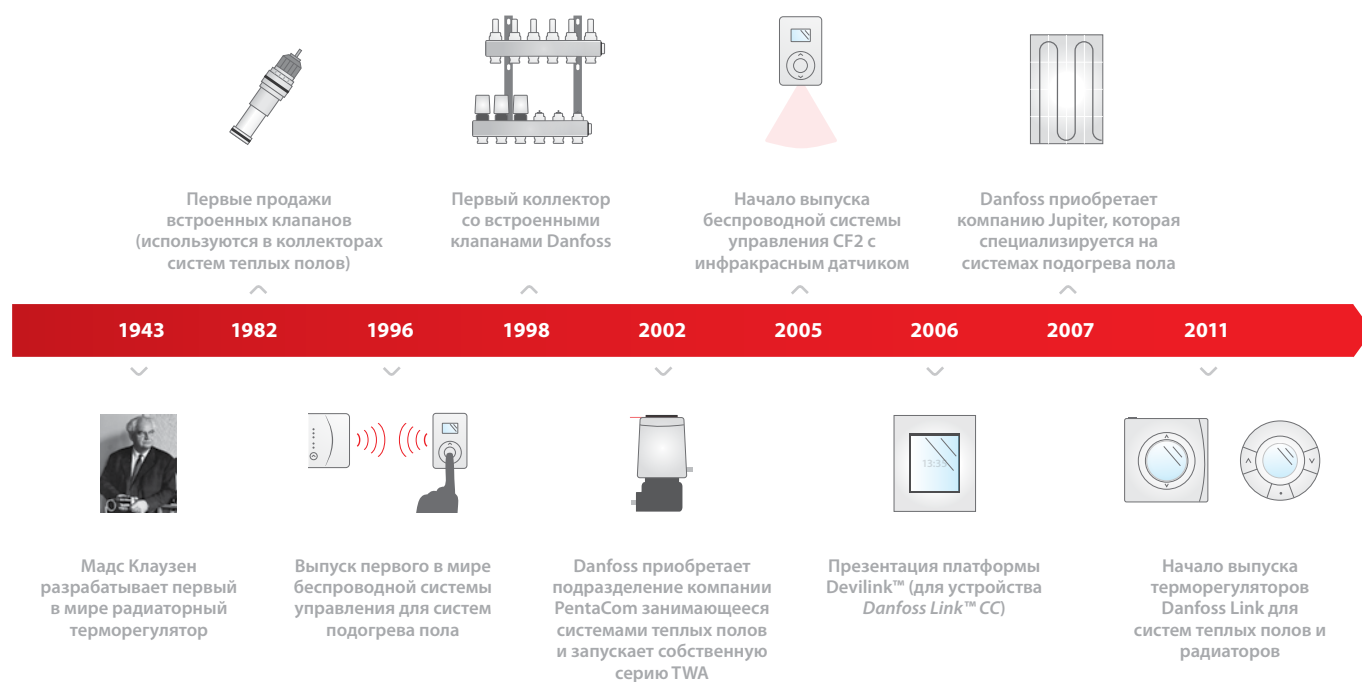 Первые продажи
встроенных клапанов
(используются в коллекторах
систем теплых полов)
Первый коллектор
со встроенными
клапанами Danfoss
Начало выпуска
беспроводной системы
управления CF2 с
инфракрасным датчиком
Danfoss приобретает
компанию Jupiter, которая
специализируется на
системах подогрева пола
1943 1982 1996 1998 2002 2005 2006 2007 2011
13:35
Мадс Клаузен
разрабатывает первый
в мире радиаторный
терморегулятор
Выпуск первого в мире
беспроводной системы
управления для систем
подогрева пола
Danfoss приобретает
подразделение компании
PentaCom занимающееся
системами теплых полов
и запускает собственную
серию TWA
Презентация платформы
Devilink™ (для устройства
Danfoss Link™ CC)
Начало выпуска
терморегуляторов
Danfoss Link для
систем теплых полов и
радиаторов